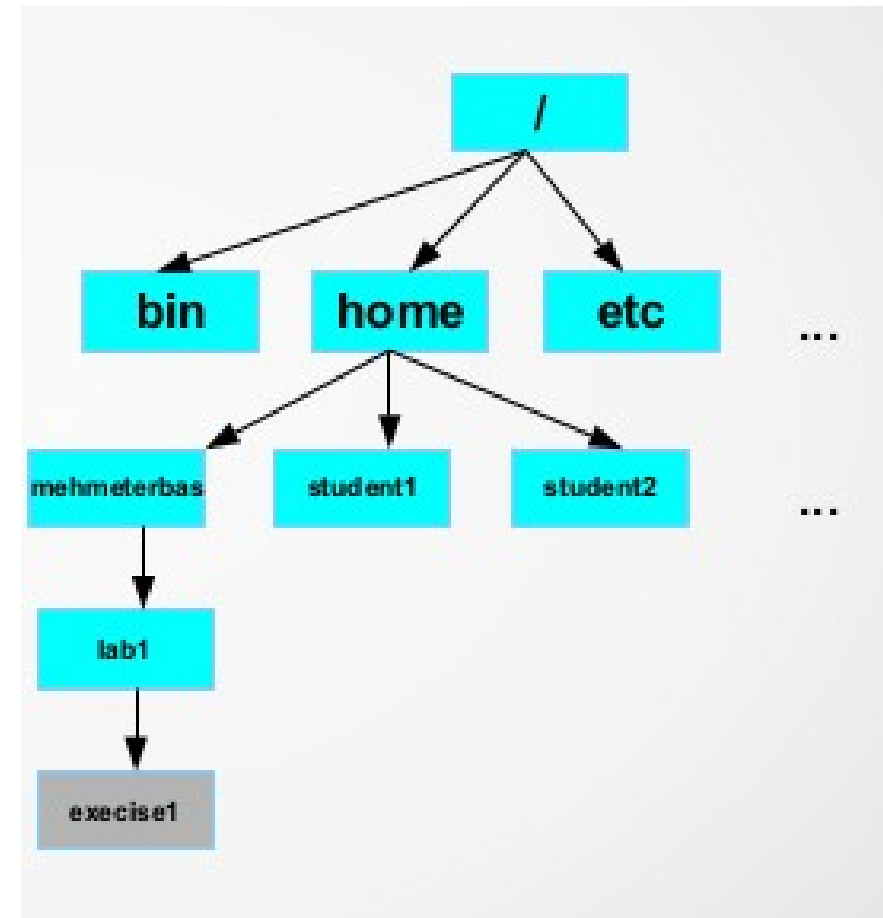 /
bin
home
etc
...
mehmeterbas
student1
student2
...
lab1
execise1